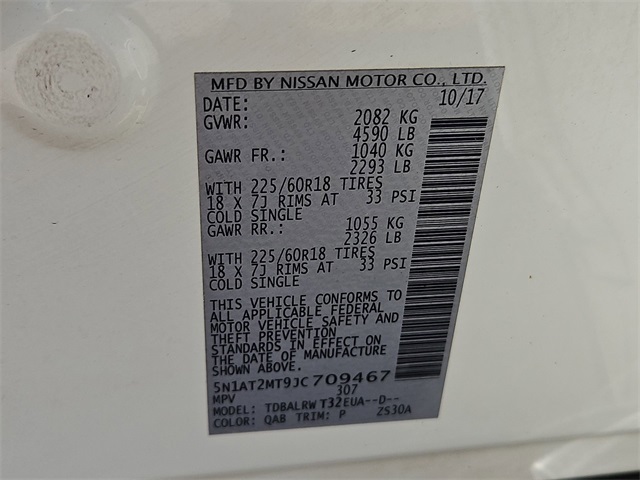 MFD BY NISSAN MOTOR CO., LTD.
DATE: 10/17
GVWR: 2082 KG
4590 LB
GAWR FR.: 1040 KG
2293 LB
WITH 225/60R18 TIRES
18 X 7J RIMS AT 33 PSI
COLD SINGLE
GAWR RR.: 1055 KG
2326 LB
WITH 225/60R18 TIRES
18 X 7J RIMS AT 33 PSI
COLD SINGLE
THIS VEHICLE CONFORMS TO
ALL APPLICABLE FEDERAL
MOTOR VEHICLE SAFETY AND
THEFT PREVENTION
STANDARDS IN EFFECT ON
THE DATE OF MANUFACTURE
SHOWN ABOVE.
5N1AT2MT9JC709467
MPV 307
MODEL: TDBALRW T32EUA--D--
COLOR: QAB TRIM: P ZS30A